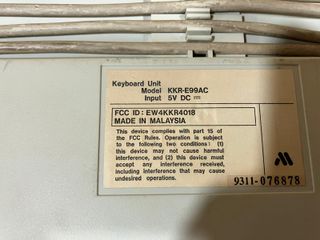 Keyboard Unit
Model KKR-E99AC
Input 5V DC ⎓
FCC ID : EW4KKR4018
MADE IN MALAYSIA
This device complies with part 15 of
the FCC Rules. Operation is subject
to the following two conditions: (1)
this device may not cause harmful
interference, and (2) this device must
accept any interference received,
including interference that may cause
undesired operation.
9311-076878